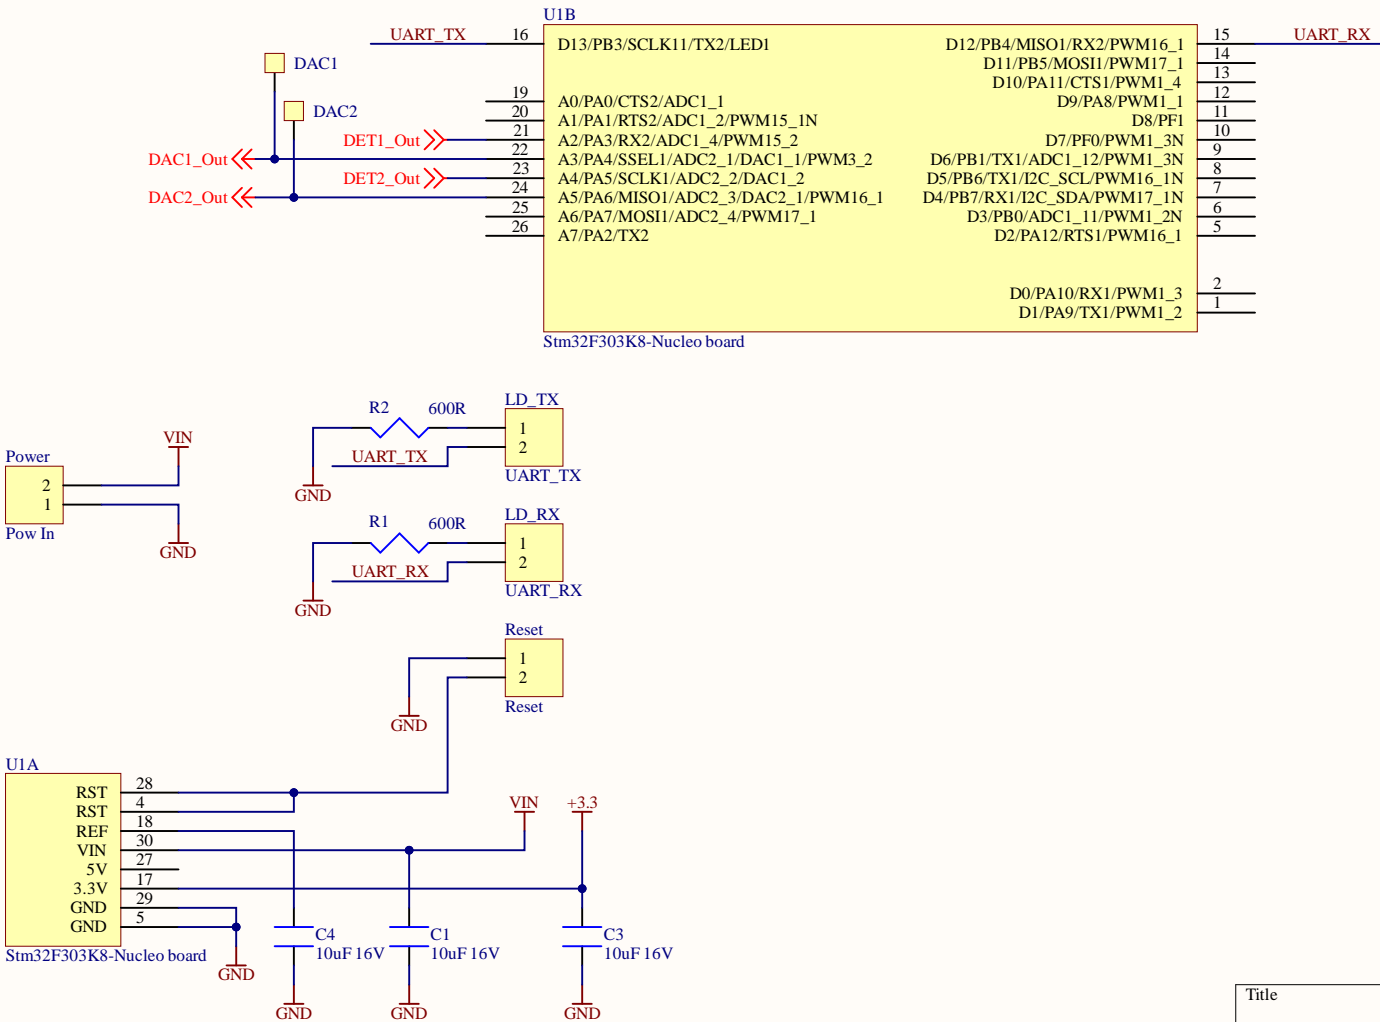 U1B
UART_TX 16 D13/PB3/SCLK11/TX2/LED1 D12/PB4/MISO1/RX2/PWM16_1 15 UART_RX
D11/PB5/MOSI1/PWM17_1 14
DAC1
D10/PA11/CTS1/PWM1_4 13
19 A0/PA0/CTS2/ADC1_1 D9/PA8/PWM1_1 12
DAC2
20 A1/PA1/RTS2/ADC1_2/PWM15_1N D8/PF1 11
DET1_Out 21 A2/PA3/RX2/ADC1_4/PWM15_2 D7/PF0/PWM1_3N 10
DAC1_Out 22 A3/PA4/SSEL1/ADC2_1/DAC1_1/PWM3_2 D6/PB1/TX1/ADC1_12/PWM1_3N 9
DET2_Out 23 A4/PA5/SCLK1/ADC2_2/DAC1_2 D5/PB6/TX1/I2C_SCL/PWM16_1N 8
DAC2_Out 24 A5/PA6/MISO1/ADC2_3/DAC2_1/PWM16_1 D4/PB7/RX1/I2C_SDA/PWM17_1N 7
25 A6/PA7/MOSI1/ADC2_4/PWM17_1 D3/PB0/ADC1_11/PWM1_2N 6
26 A7/PA2/TX2 D2/PA12/RTS1/PWM16_1 5
D0/PA10/RX1/PWM1_3 2
D1/PA9/TX1/PWM1_2 1
Stm32F303K8-Nucleo board
LD_TX
R2 600R
1
2
UART_TX
UART_TX
GND
VIN
Power
2
1
Pow In
GND
LD_RX
R1 600R
1
2
UART_RX
UART_RX
GND
Reset
1
2
Reset
GND
U1A
RST 28
RST 4
REF 18
VIN 30
5V 27
3.3V 17
GND 29
GND 5
Stm32F303K8-Nucleo board
GND
VIN
+3.3
C4
10uF 16V
GND
C1
10uF 16V
GND
C3
10uF 16V
GND
Title